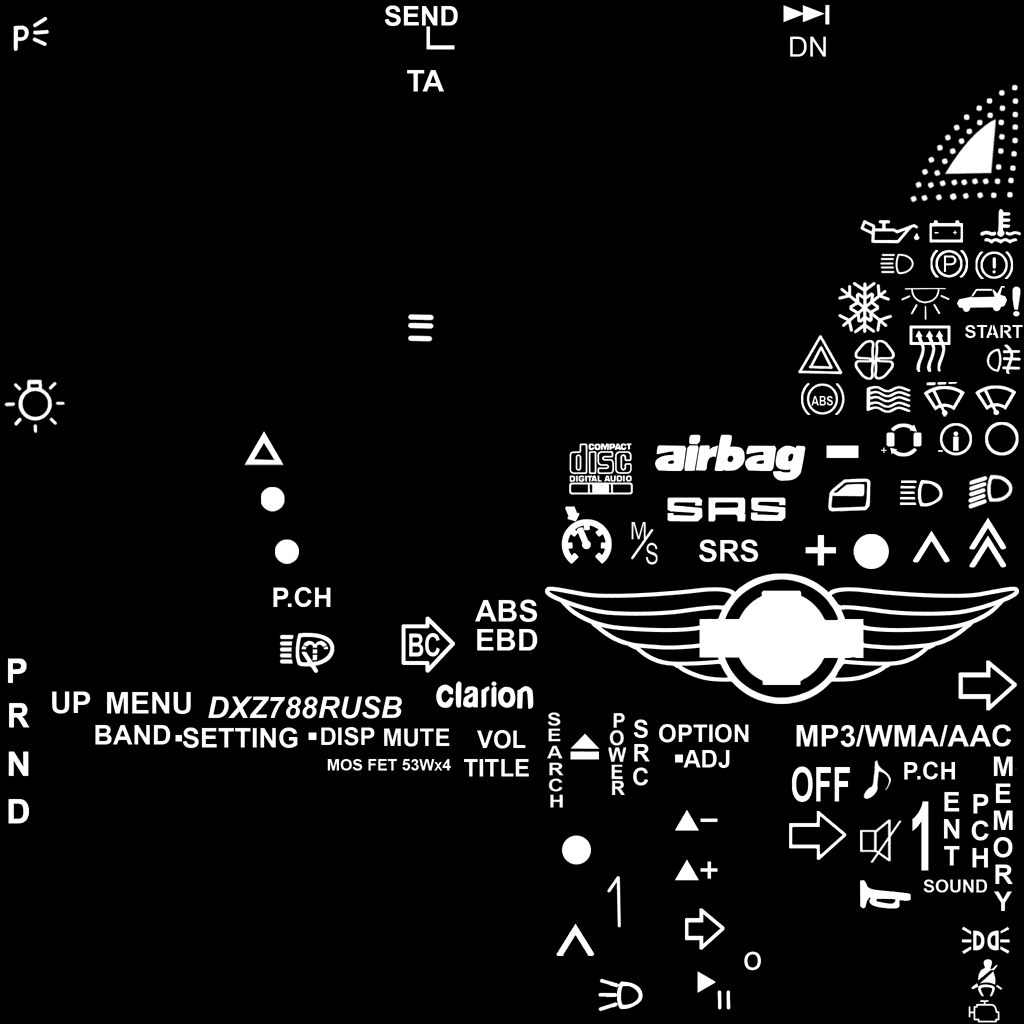 P
SEND
DN
TA
P
!
START
ABS
i
COMPACT
disc
DIGITAL AUDIO
airbag
SRS
M/S
SRS
P.CH
ABS
EBD
BC
P
R
N
D
UP MENU DXZ788RUSB clarion
BAND ▪SETTING ▪DISP MUTE VOL
MOS FET 53Wx4 TITLE
SEARCH
POWER
SRC
OPTION
▪ADJ
MP3/WMA/AAC
OFF
P.CH
MEMORY
1
ENT
PCH
SOUND
▲−
▲+
1
O